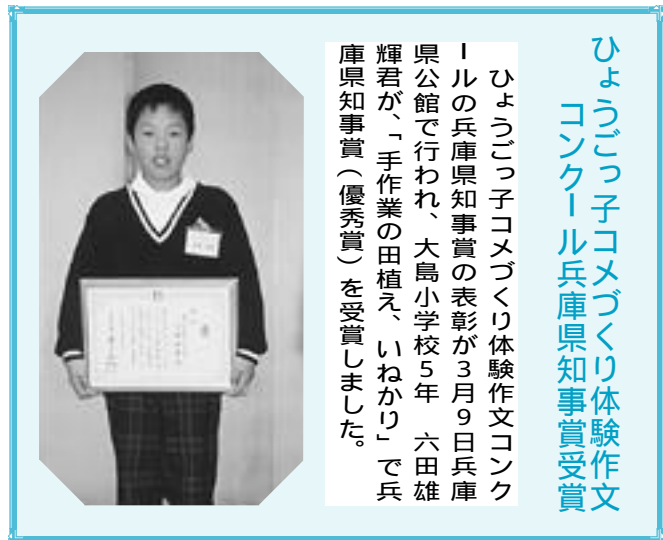 ひょうごっ子コメづくり体験作文
コンクール兵庫県知事賞受賞
ひょうごっ子コメづくり体験作文コンク
ールの兵庫県知事賞の表彰が３月９日兵庫
県公館で行われ、大島小学校５年　六田雄
輝君が、「手作業の田植え、いねかり」で兵
庫県知事賞（優秀賞）を受賞しました。